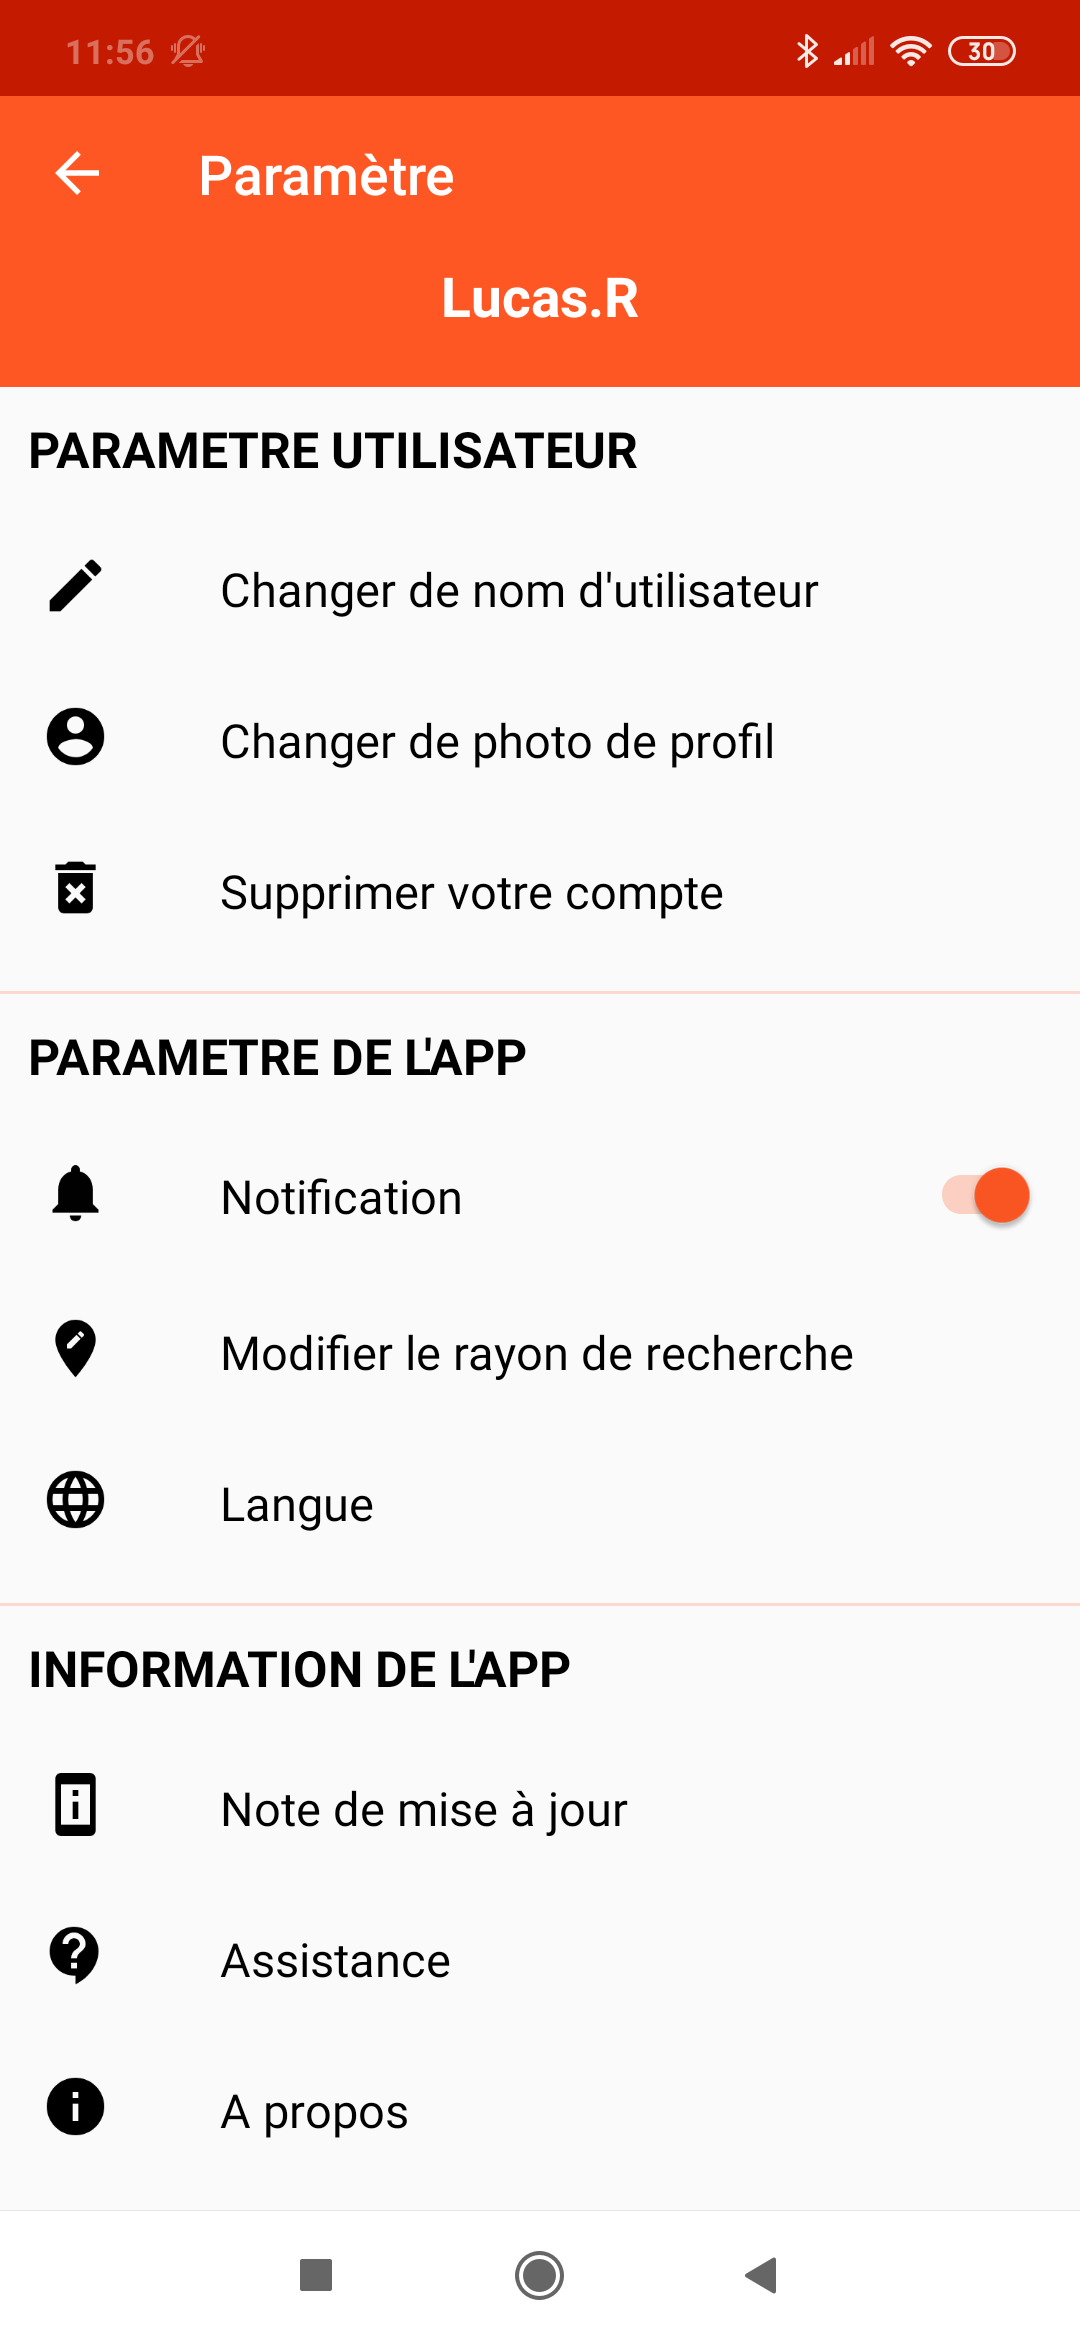 11:56
30
Paramètre
Lucas.R
PARAMETRE UTILISATEUR
Changer de nom d'utilisateur
Changer de photo de profil
Supprimer votre compte
PARAMETRE DE L'APP
Notification
Modifier le rayon de recherche
Langue
INFORMATION DE L'APP
Note de mise à jour
Assistance
A propos